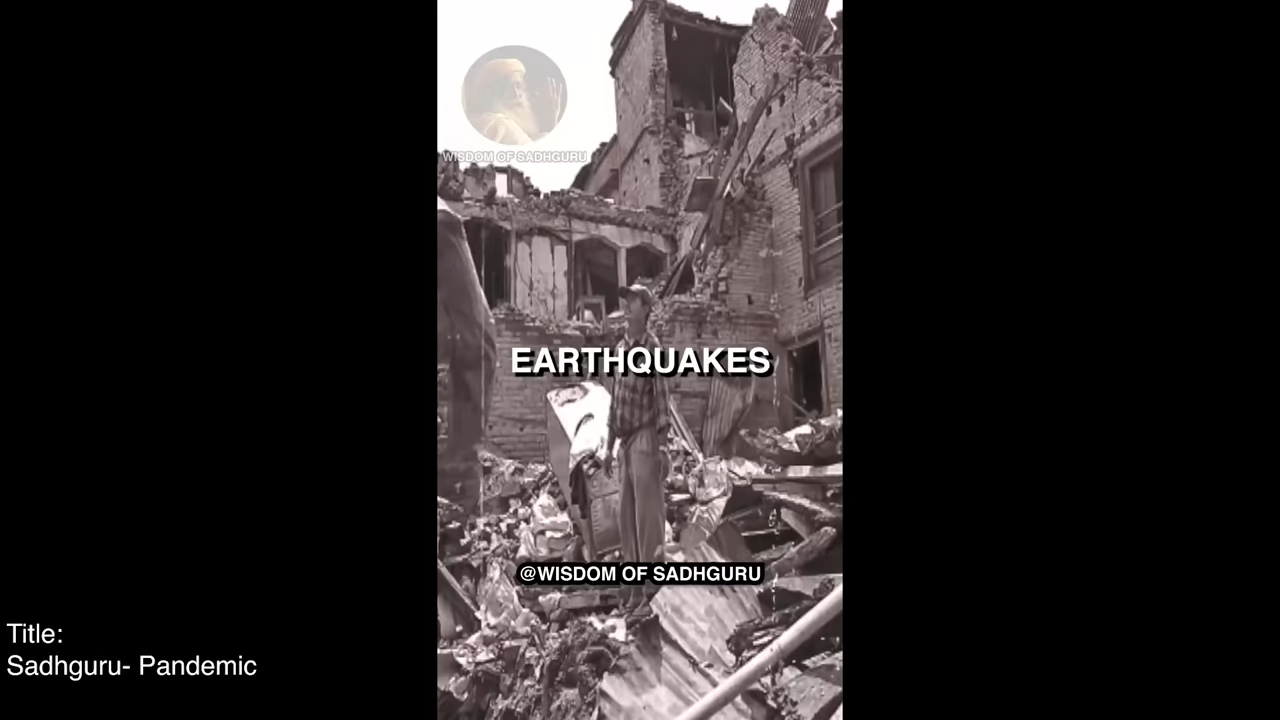 WISDOM OF SADHGURU
EARTHQUAKES
@WISDOM OF SADHGURU
Title:
Sadhguru- Pandemic